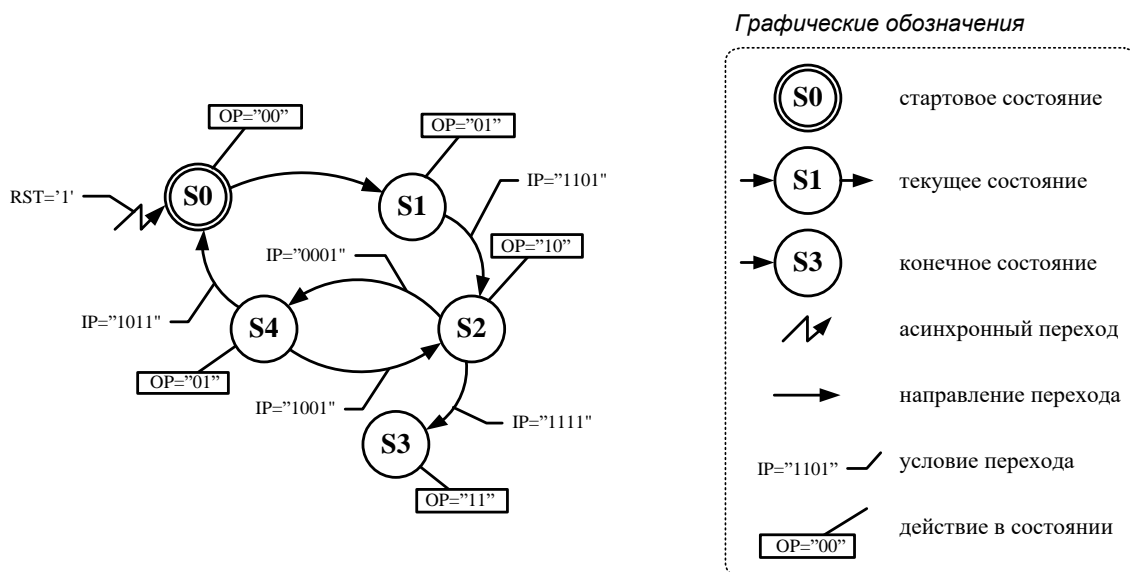 Графические обозначения
OP=”00”
S0
RST='1'
OP=”01”
S1
IP=”1101"
OP=”10”
IP=”0001"
S2
S4
IP=”1011"
OP=”01”
IP=”1001"
IP=”1111"
S3
OP=”11”
S0 стартовое состояние
S1 текущее состояние
S3 конечное состояние
асинхронный переход
направление перехода
IP=”1101" условие перехода
OP=”00” действие в состоянии